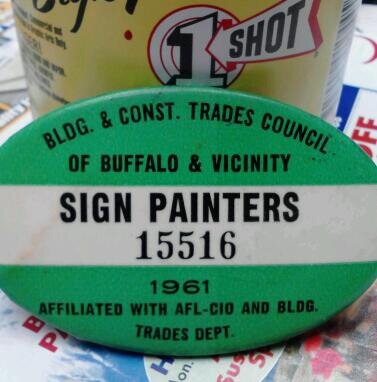 1 SHOT
BLDG. & CONST. TRADES COUNCIL
OF BUFFALO & VICINITY
SIGN PAINTERS
15516
1961
AFFILIATED WITH AFL-CIO AND BLDG.
TRADES DEPT.